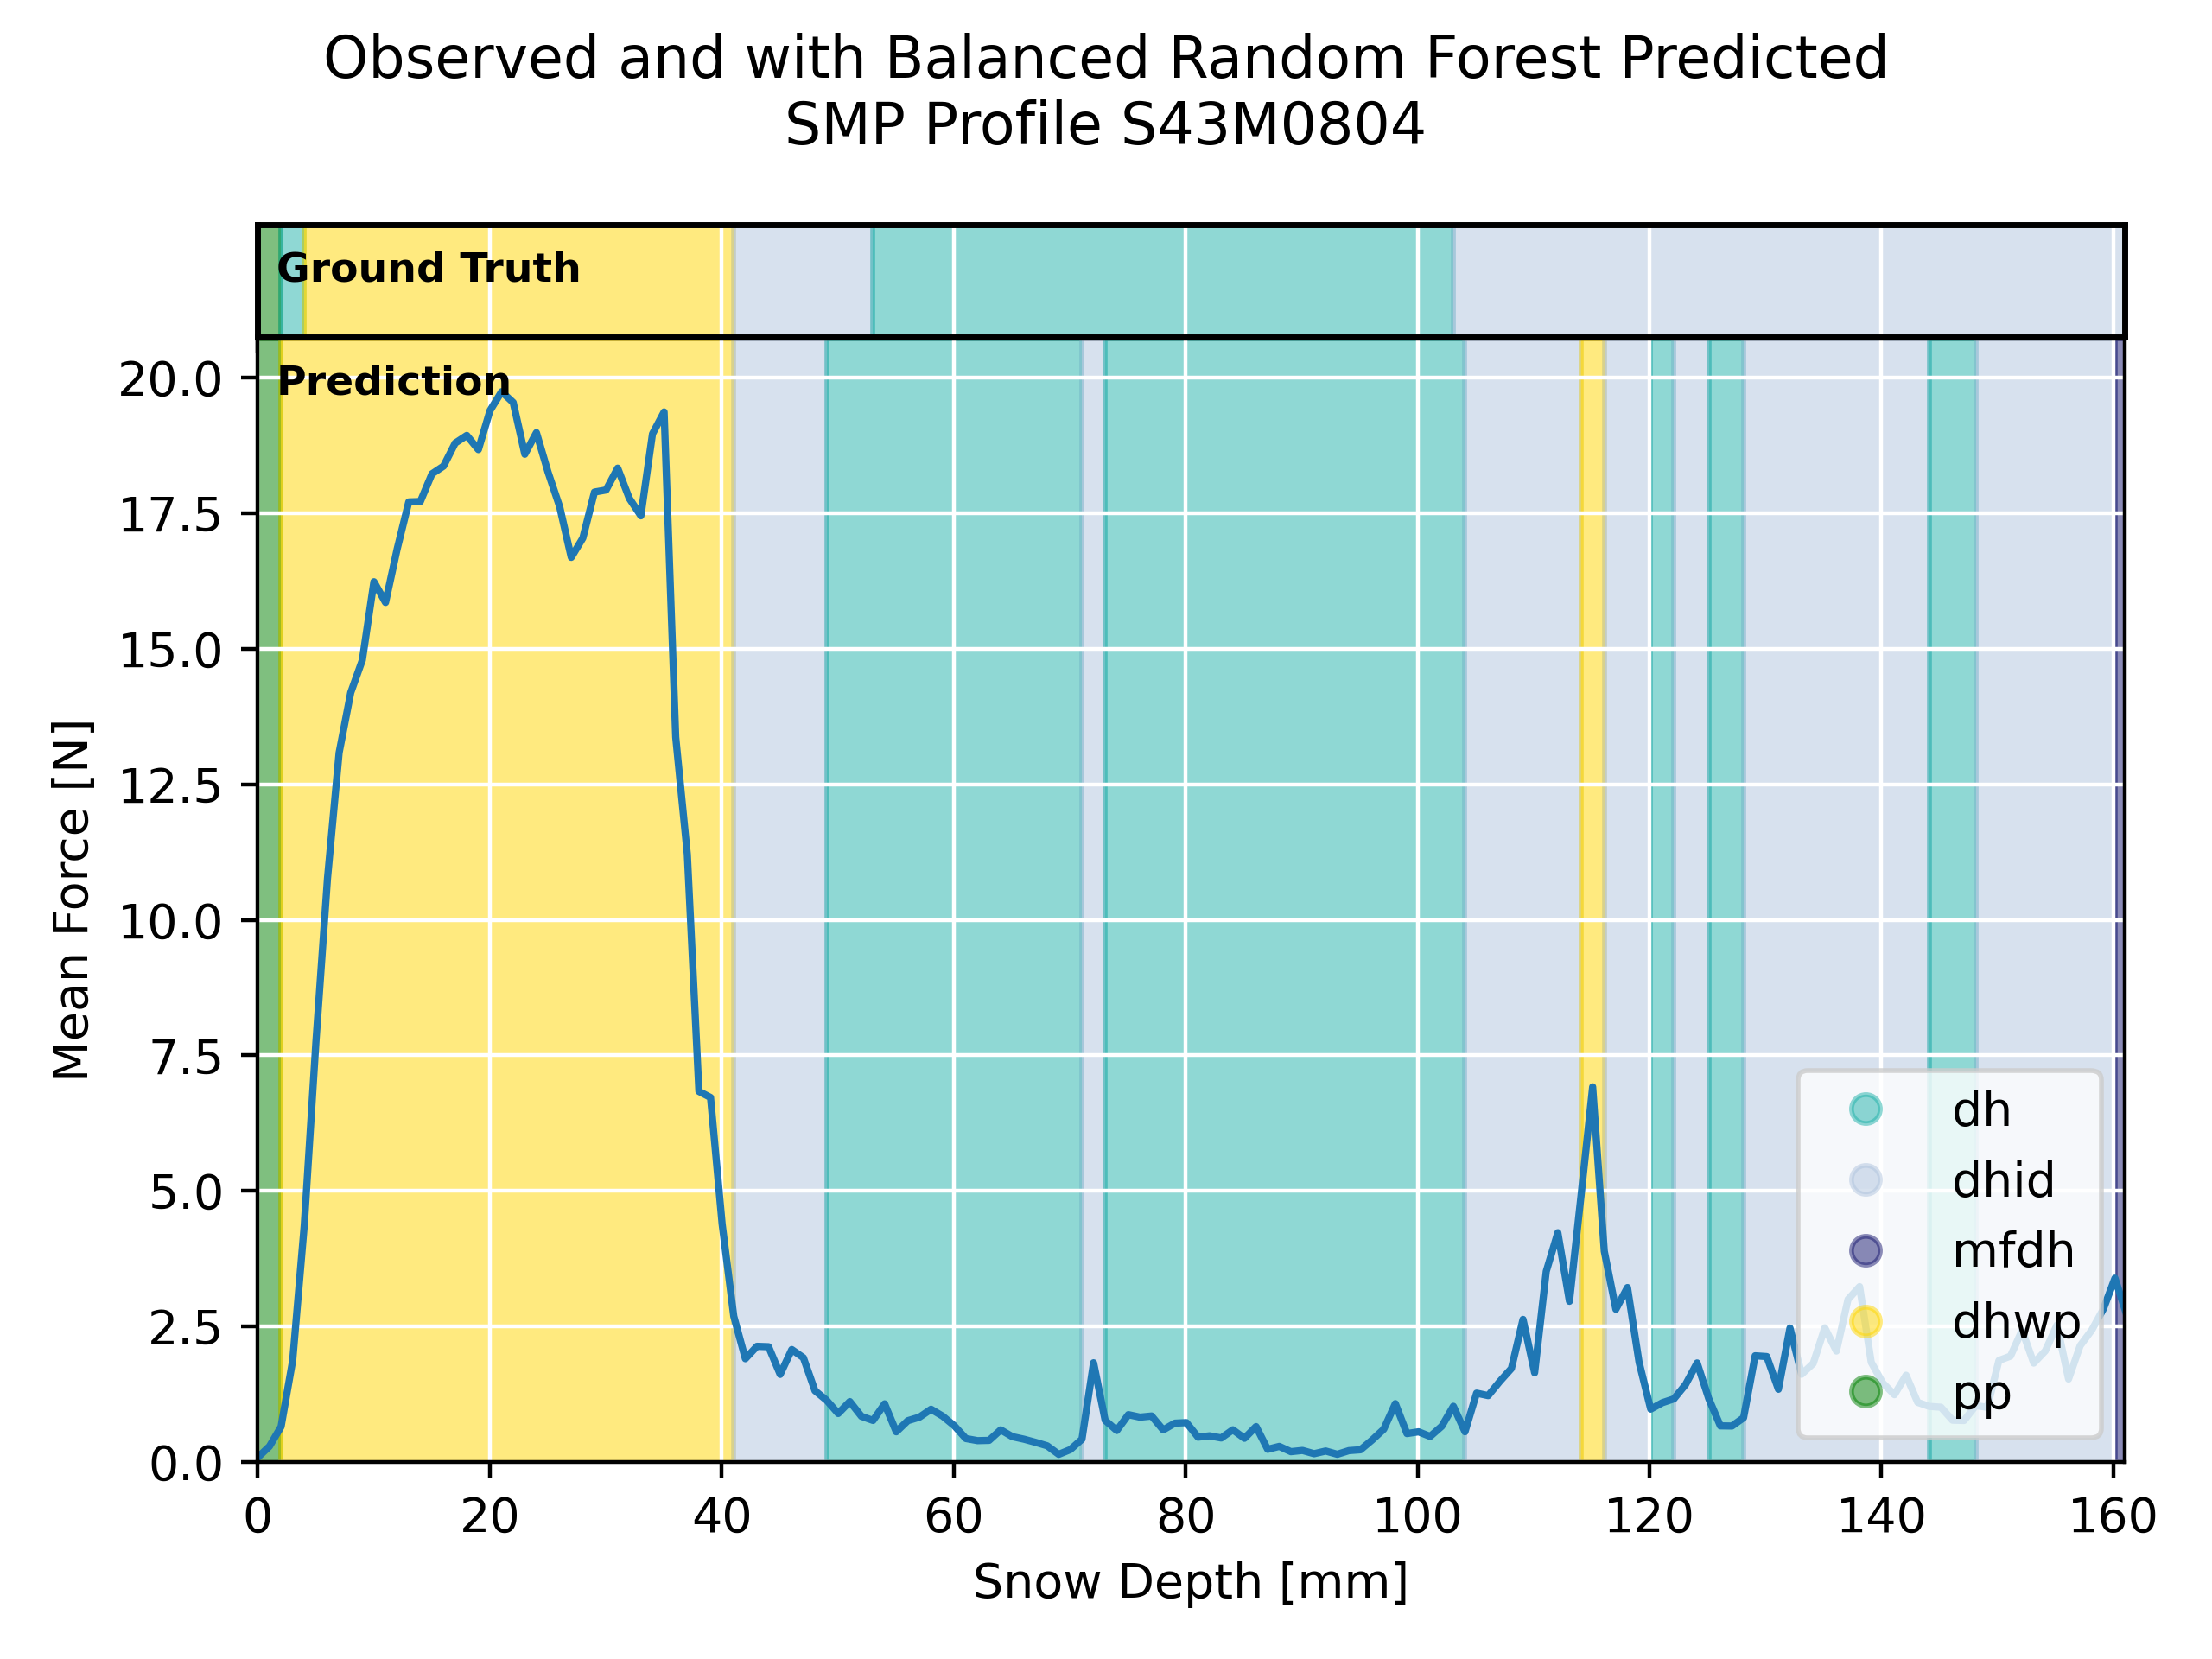 Observed and with Balanced Random Forest Predicted
SMP Profile S43M0804
Ground Truth
Prediction
20.0
17.5
15.0
12.5
10.0
7.5
5.0
2.5
0.0
Mean Force [N]
dh
dhid
mfdh
dhwp
pp
0 20 40 60 80 100 120 140 160
Snow Depth [mm]